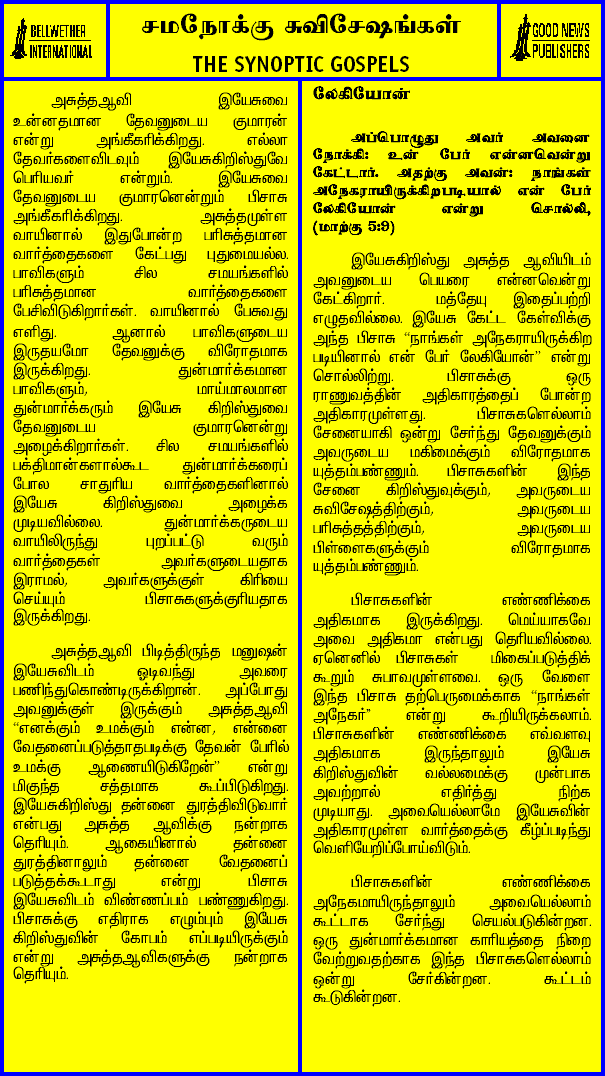 BELLWETHER
INTERNATIONAL
சமநோக்கு சுவிசேஷங்கள்
THE SYNOPTIC GOSPELS
GOOD NEWS
PUBLISHERS
அசுத்தஆவி இயேசுவை
உன்னதமான தேவனுடைய குமாரன்
என்று அங்கீகரிக்கிறது. எல்லா
தேவர்களைவிடவும் இயேசுகிறிஸ்துவே
பெரியவர் என்றும். இயேசுவை
தேவனுடைய குமாரனென்றும் பிசாசு
அங்கீகரிக்கிறது. அசுத்தமுள்ள
வாயினால் இதுபோன்ற பரிசுத்தமான
வார்த்தைகளை கேட்பது புதுமையல்ல.
பாவிகளும் சில சமயங்களில்
பரிசுத்தமான வார்த்தைகளை
பேசிவிடுகிறார்கள். வாயினால் பேசுவது
எளிது. ஆனால் பாவிகளுடைய
இருதயமோ தேவனுக்கு விரோதமாக
இருக்கிறது. துன்மார்க்கமான
பாவிகளும், மாய்மாலமான
துன்மார்க்கரும் இயேசு கிறிஸ்துவை
தேவனுடைய குமாரனென்று
அழைக்கிறார்கள். சில சமயங்களில்
பக்திமான்களால்கூட துன்மார்க்கரைப்
போல சாதுரிய வார்த்தைகளினால்
இயேசு கிறிஸ்துவை அழைக்க
முடியவில்லை. துன்மார்க்கருடைய
வாயிலிருந்து புறப்பட்டு வரும்
வார்த்தைகள் அவர்களுடையதாக
இராமல், அவர்களுக்குள் கிரியை
செய்யும் பிசாசுகளுக்குரியதாக
இருக்கிறது.
அசுத்தஆவி பிடித்திருந்த மனுஷன்
இயேசுவிடம் ஓடிவந்து அவரை
பணிந்துகொண்டிருக்கிறான். அப்போது
அவனுக்குள் இருக்கும் அசுத்தஆவி
“எனக்கும் உமக்கும் என்ன, என்னை
வேதனைப்படுத்தாதபடிக்கு தேவன் பேரில்
உமக்கு ஆணையிடுகிறேன்” என்று
மிகுந்த சத்தமாக கூப்பிடுகிறது.
இயேசுகிறிஸ்து தன்னை துரத்திவிடுவார்
என்பது அசுத்த ஆவிக்கு நன்றாக
தெரியும். ஆகையினால் தன்னை
துரத்தினாலும் தன்னை வேதனைப்
படுத்தக்கூடாது என்று பிசாசு
இயேசுவிடம் விண்ணப்பம் பண்ணுகிறது.
பிசாசுக்கு எதிராக எழும்பும் இயேசு
கிறிஸ்துவின் கோபம் எப்படியிருக்கும்
என்று அசுத்தஆவிகளுக்கு நன்றாக
தெரியும்.
லேகியோன்
அப்பொழுது அவர் அவனை
நோக்கி: உன் பேர் என்னவென்று
கேட்டார். அதற்கு அவன்: நாங்கள்
அநேகராயிருக்கிறபடியால் என் பேர்
லேகியோன் என்று சொல்லி,
(மாற்கு 5:9)
இயேசுகிறிஸ்து அசுத்த ஆவியிடம்
அவனுடைய பெயரை என்னவென்று
கேட்கிறார். மத்தேயு இதைப்பற்றி
எழுதவில்லை. இயேசு கேட்ட கேள்விக்கு
அந்த பிசாசு “நாங்கள் அநேகராயிருக்கிற
படியினால் என் பேர் லேகியோன்” என்று
சொல்லிற்று. பிசாசுக்கு ஒரு
ராணுவத்தின் அதிகாரத்தைப் போன்ற
அதிகாரமுள்ளது. பிசாசுகளெல்லாம்
சேனையாகி ஒன்று சேர்ந்து தேவனுக்கும்
அவருடைய மகிமைக்கும் விரோதமாக
யுத்தம்பண்ணும். பிசாசுகளின் இந்த
சேனை கிறிஸ்துவுக்கும், அவருடைய
சுவிசேஷத்திற்கும், அவருடைய
பரிசுத்தத்திற்கும், அவருடைய
பிள்ளைகளுக்கும் விரோதமாக
யுத்தம்பண்ணும்.
பிசாசுகளின் எண்ணிக்கை
அதிகமாக இருக்கிறது. மெய்யாகவே
அவை அதிகமா என்பது தெரியவில்லை.
ஏனெனில் பிசாசுகள் மிகைப்படுத்திக்
கூறும் சுபாவமுள்ளவை. ஒரு வேளை
இந்த பிசாசு தற்பெருமைக்காக “நாங்கள்
அநேகர்” என்று கூறியிருக்கலாம்.
பிசாசுகளின் எண்ணிக்கை எவ்வளவு
அதிகமாக இருந்தாலும் இயேசு
கிறிஸ்துவின் வல்லமைக்கு முன்பாக
அவற்றால் எதிர்த்து நிற்க
முடியாது. அவையெல்லாமே இயேசுவின்
அதிகாரமுள்ள வார்த்தைக்கு கீழ்ப்படிந்து
வெளியேறிப்போய்விடும்.
பிசாசுகளின் எண்ணிக்கை
அநேகமாயிருந்தாலும் அவையெல்லாம்
கூட்டாக சேர்ந்து செயல்படுகின்றன.
ஒரு துன்மார்க்கமான காரியத்தை நிறை
வேற்றுவதற்காக இந்த பிசாசுகளெல்லாம்
ஒன்று சேர்கின்றன. கூட்டம்
கூடுகின்றன.